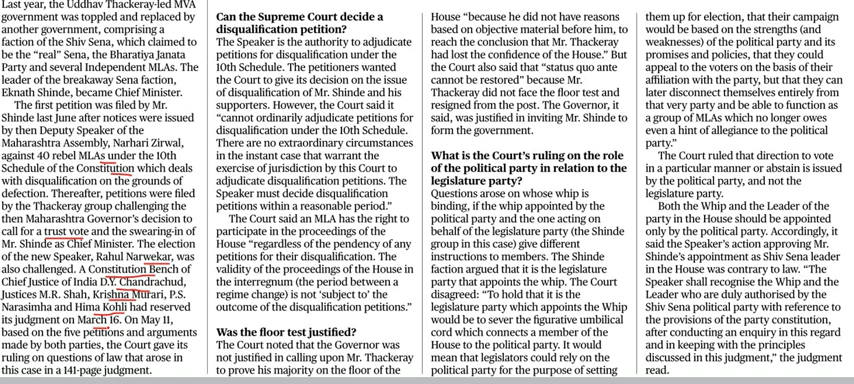 Last year, the Uddhav Thackeray-led MVA
government was toppled and replaced by
another government, comprising a
faction of the Shiv Sena, which claimed to
be the “real” Sena, the Bharatiya Janata
Party and several Independent MLAs. The
leader of the breakaway Sena faction,
Eknath Shinde, became Chief Minister.
The first petition was filed by Mr.
Shinde last June after notices were issued
by then Deputy Speaker of the
Maharashtra Assembly, Narhari Zirwal,
against 40 rebel MLAs under the 10th
Schedule of the Constitution which deals
with disqualification on the grounds of
defection. Thereafter, petitions were filed
by the Thackeray group challenging the
then Maharashtra Governor’s decision to
call for a trust vote and the swearing-in of
Mr. Shinde as Chief Minister. The election
of the new Speaker, Rahul Narwekar, was
also challenged. A Constitution Bench of
Chief Justice of India D.Y. Chandrachud,
Justices M.R. Shah, Krishna Murari, P.S.
Narasimha and Hima Kohli had reserved
its judgment on March 16. On May 11,
based on the five petitions and arguments
made by both parties, the Court gave its
ruling on questions of law that arose in
this case in a 141-page judgment.
Can the Supreme Court decide a
disqualification petition?
The Speaker is the authority to adjudicate
petitions for disqualification under the
10th Schedule. The petitioners wanted
the Court to give its decision on the issue
of disqualification of Mr. Shinde and his
supporters. However, the Court said it
“cannot ordinarily adjudicate petitions for
disqualification under the 10th Schedule.
There are no extraordinary circumstances
in the instant case that warrant the
exercise of jurisdiction by this Court to
adjudicate disqualification petitions. The
Speaker must decide disqualification
petitions within a reasonable period.”
The Court said an MLA has the right to
participate in the proceedings of the
House “regardless of the pendency of any
petitions for their disqualification. The
validity of the proceedings of the House in
the interregnum (the period between a
regime change) is not ‘subject to’ the
outcome of the disqualification petitions.”
Was the floor test justified?
The Court noted that the Governor was
not justified in calling upon Mr. Thackeray
to prove his majority on the floor of the
House “because he did not have reasons
based on objective material before him, to
reach the conclusion that Mr. Thackeray
had lost the confidence of the House.” But
the Court also said that “status quo ante
cannot be restored” because Mr.
Thackeray did not face the floor test and
resigned from the post. The Governor, it
said, was justified in inviting Mr. Shinde to
form the government.
What is the Court’s ruling on the role
of the political party in relation to the
legislature party?
Questions arose on whose whip is
binding, if the whip appointed by the
political party and the one acting on
behalf of the legislature party (the Shinde
group in this case) give different
instructions to members. The Shinde
faction argued that it is the legislature
party that appoints the whip. The Court
disagreed: “To hold that it is the
legislature party which appoints the Whip
would be to sever the figurative umbilical
cord which connects a member of the
House to the political party. It would
mean that legislators could rely on the
political party for the purpose of setting
them up for election, that their campaign
would be based on the strengths (and
weaknesses) of the political party and its
promises and policies, that they could
appeal to the voters on the basis of their
affiliation with the party, but that they can
later disconnect themselves entirely from
that very party and be able to function as
a group of MLAs which no longer owes
even a hint of allegiance to the political
party.”
The Court ruled that direction to vote
in a particular manner or abstain is issued
by the political party, and not the
legislature party.
Both the Whip and the Leader of the
party in the House should be appointed
only by the political party. Accordingly, it
said the Speaker’s action approving Mr.
Shinde’s appointment as Shiv Sena leader
in the House was contrary to law. “The
Speaker shall recognise the Whip and the
Leader who are duly authorised by the
Shiv Sena political party with reference to
the provisions of the party constitution,
after conducting an enquiry in this regard
and in keeping with the principles
discussed in this judgment,” the judgment
read.